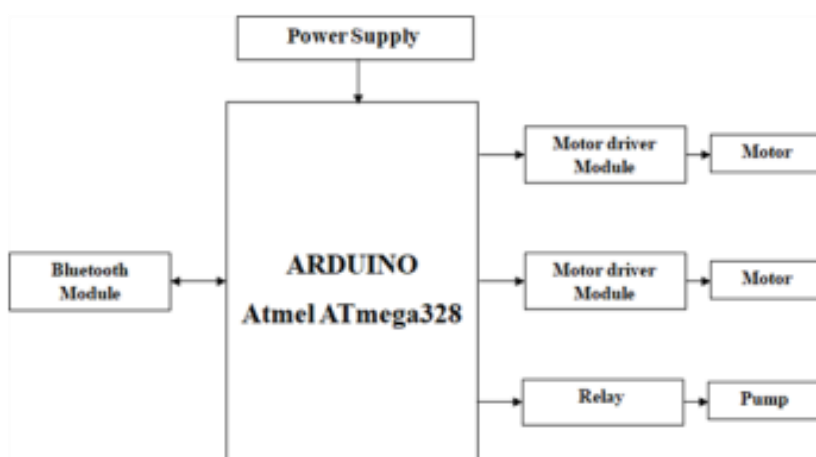 Power Supply
Motor driver
Module
Motor
Bluetooth
Module
ARDUINO
Atmel ATmega328
Motor driver
Module
Motor
Relay
Pump